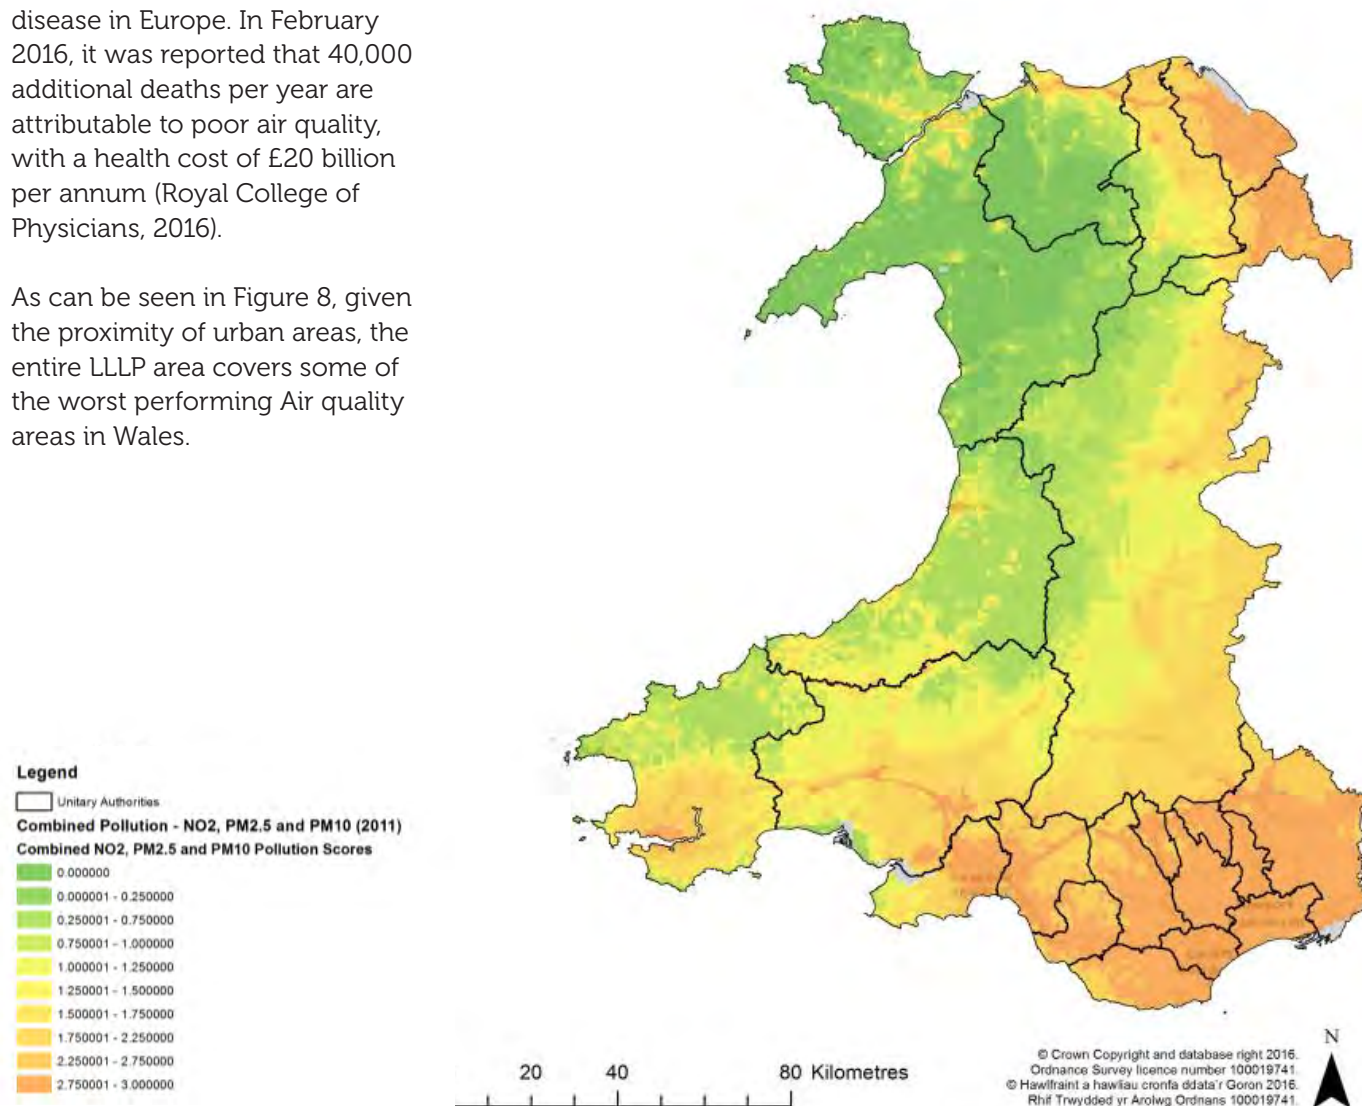 disease in Europe. In February
2016, it was reported that 40,000
additional deaths per year are
attributable to poor air quality,
with a health cost of £20 billion
per annum (Royal College of
Physicians, 2016).
As can be seen in Figure 8, given
the proximity of urban areas, the
entire LLLP area covers some of
the worst performing Air quality
areas in Wales.
Legend
Unitary Authorities
Combined Pollution - NO2, PM2.5 and PM10 (2011)
Combined NO2, PM2.5 and PM10 Pollution Scores
0.000000
0.000001 - 0.250000
0.250001 - 0.750000
0.750001 - 1.000000
1.000001 - 1.250000
1.250001 - 1.500000
1.500001 - 1.750000
1.750001 - 2.250000
2.250001 - 2.750000
2.750001 - 3.000000
20 40 80 Kilometres
N
© Crown Copyright and database right 2016.
Ordnance Survey licence number 100019741.
© Hawlfraint a hawliau cronfa ddata'r Goron 2016.
Rhif Trwydded yr Arolwg Ordnans 100019741.